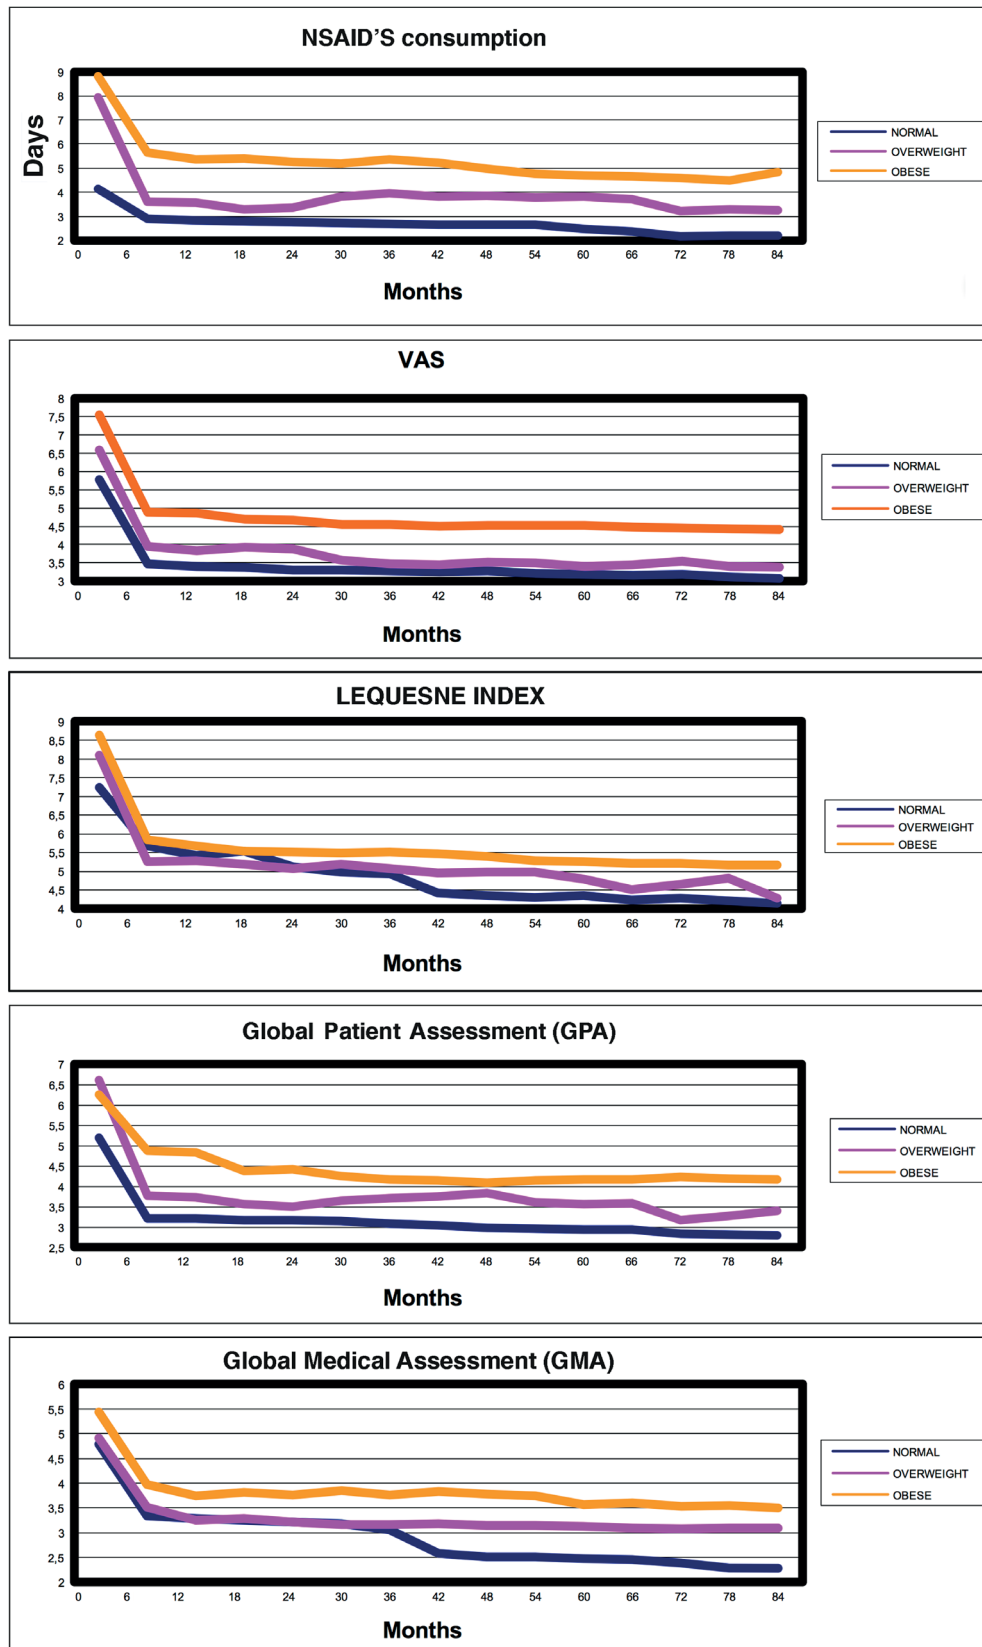 NSAID'S consumption
9
8
7
6
5
4
3
2
Days
0 6 12 18 24 30 36 42 48 54 60 66 72 78 84
Months
NORMAL
OVERWEIGHT
OBESE
VAS
8
7,5
7
6,5
6
5,5
5
4,5
4
3,5
3
0 6 12 18 24 30 36 42 48 54 60 66 72 78 84
Months
NORMAL
OVERWEIGHT
OBESE
LEQUESNE INDEX
9
8,5
8
7,5
7
6,5
6
5,5
5
4,5
4
0 6 12 18 24 30 36 42 48 54 60 66 72 78 84
Months
NORMAL
OVERWEIGHT
OBESE
Global Patient Assessment (GPA)
7
6,5
6
5,5
5
4,5
4
3,5
3
2,5
0 6 12 18 24 30 36 42 48 54 60 66 72 78 84
Months
NORMAL
OVERWEIGHT
OBESE
Global Medical Assessment (GMA)
6
5,5
5
4,5
4
3,5
3
2,5
2
0 6 12 18 24 30 36 42 48 54 60 66 72 78 84
Months
NORMAL
OVERWEIGHT
OBESE